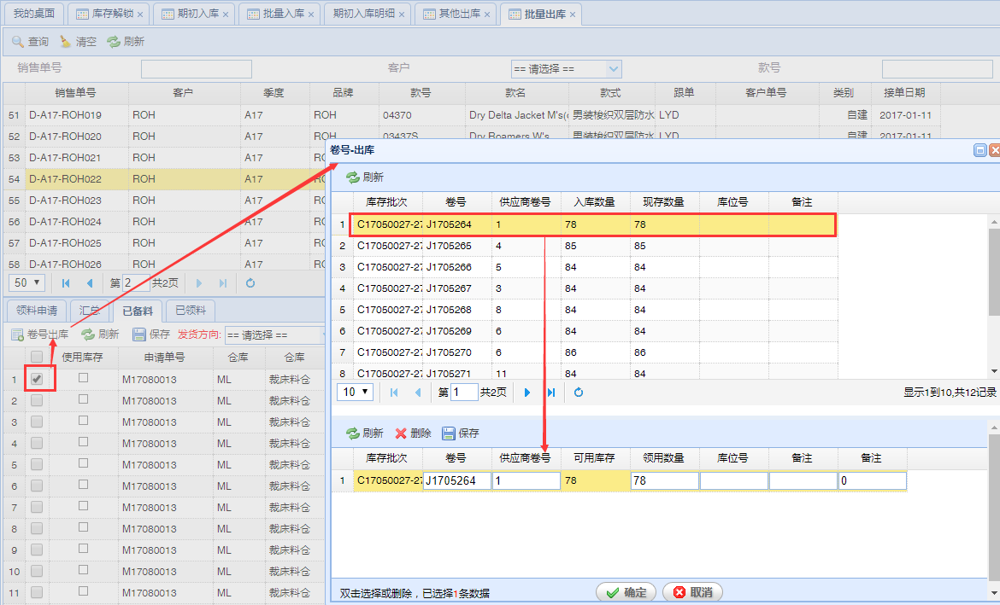 我的桌面 库存解锁 × 期初入库 × 批量入库 × 期初入库明细 × 其他出库 × 批量出库 ×
查询 清空 刷新
销售单号 客户 == 请选择 == 款号
销售单号 客户 季度 品牌 款号 款名 款式 跟单 客户单号 类别 接单日期
51 D-A17-ROH019 ROH A17 ROH 04370 Dry Delta Jacket M's( 男装梭织双层防水 LYD 自建 2017-01-11
52 D-A17-ROH020 ROH A17 ROH 03437S Dry Roamers W's 男装梭织双层防水 LYD 自建 2017-01-11
53 D-A17-ROH021 ROH A17
54 D-A17-ROH022 ROH A17
55 D-A17-ROH023 ROH A17
56 D-A17-ROH024 ROH A17
57 D-A17-ROH025 ROH A17
58 D-A17-ROH026 ROH A17
50 第 2 共2页
领料申请 汇总 已备料 已领料
卷号出库 刷新 保存 发货方向: == 请选择 ==
使用库存 申请单号 仓库 仓库
1 M17080013 ML 裁床料仓
2 M17080013 ML 裁床料仓
3 M17080013 ML 裁床料仓
4 M17080013 ML 裁床料仓
5 M17080013 ML 裁床料仓
6 M17080013 ML 裁床料仓
7 M17080013 ML 裁床料仓
8 M17080013 ML 裁床料仓
9 M17080013 ML 裁床料仓
10 M17080013 ML 裁床料仓
11 M17080013 ML 裁床料仓
卷号-出库
刷新
库存批次 卷号 供应商卷号 入库数量 现存数量 库位号 备注
1 C17050027-27 J1705264 1 78 78
2 C17050027-27 J1705265 4 85 85
3 C17050027-27 J1705266 5 84 84
4 C17050027-27 J1705267 3 84 84
5 C17050027-27 J1705268 8 84 84
6 C17050027-27 J1705269 6 84 84
7 C17050027-27 J1705270 6 86 86
8 C17050027-27 J1705271 11 84 84
10 第 1 共2页 显示1到10,共12记录
刷新 删除 保存
库存批次 卷号 供应商卷号 可用库存 领用数量 库位号 备注 备注
1 C17050027-27 J1705264 1 78 78 0
双击选择或删除，已选择1条数据 确定 取消